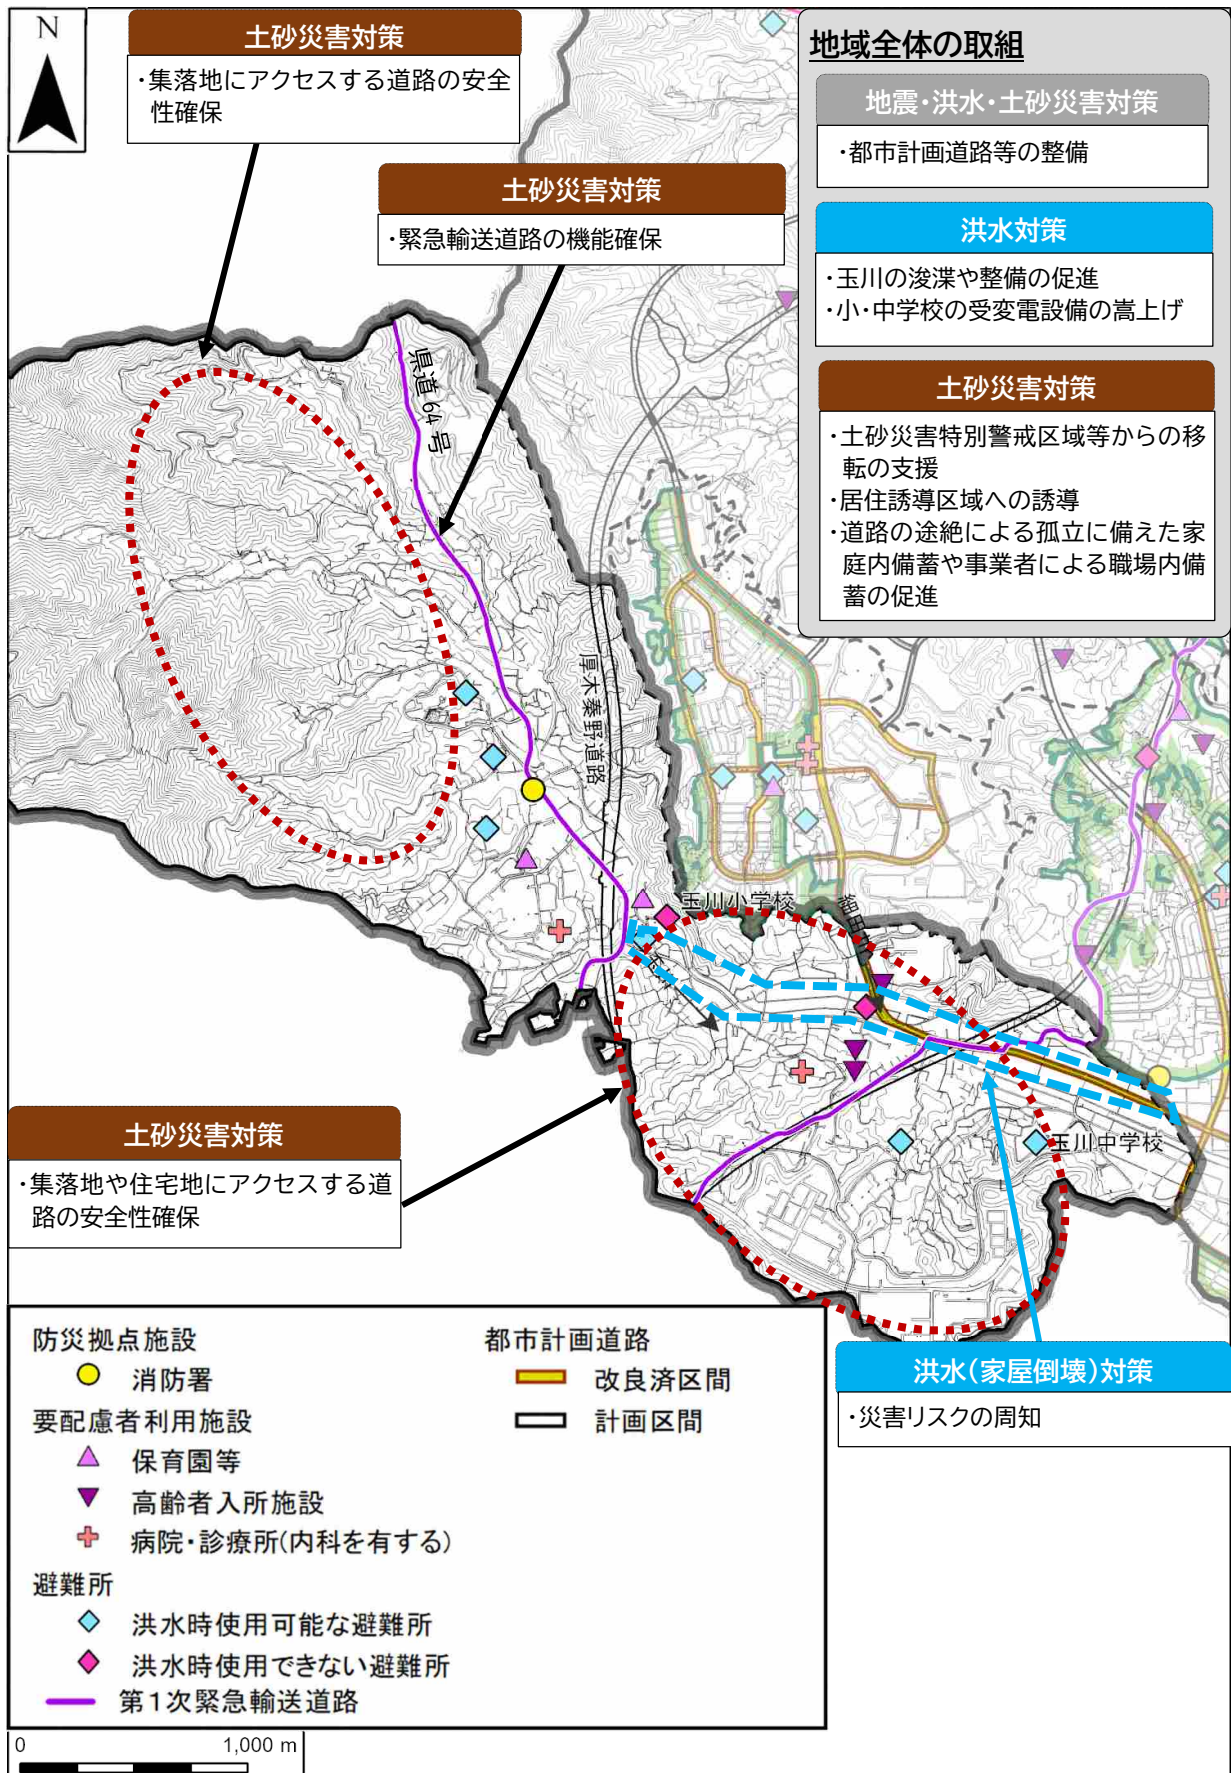 N
土砂災害対策
・集落地にアクセスする道路の安全
性確保
土砂災害対策
・緊急輸送道路の機能確保
地域全体の取組
地震・洪水・土砂災害対策
・都市計画道路等の整備
洪水対策
・玉川の浚渫や整備の促進
・小・中学校の受変電設備の嵩上げ
土砂災害対策
・土砂災害特別警戒区域等からの移
転の支援
・居住誘導区域への誘導
・道路の途絶による孤立に備えた家
庭内備蓄や事業者による職場内備
蓄の促進
県道64号
厚木秦野道路
玉川小学校
玉川中学校
土砂災害対策
・集落地や住宅地にアクセスする道
路の安全性確保
洪水(家屋倒壊)対策
・災害リスクの周知
防災拠点施設
消防署
要配慮者利用施設
保育園等
高齢者入所施設
病院・診療所(内科を有する)
避難所
洪水時使用可能な避難所
洪水時使用できない避難所
第1次緊急輸送道路
都市計画道路
改良済区間
計画区間
0 1,000 m